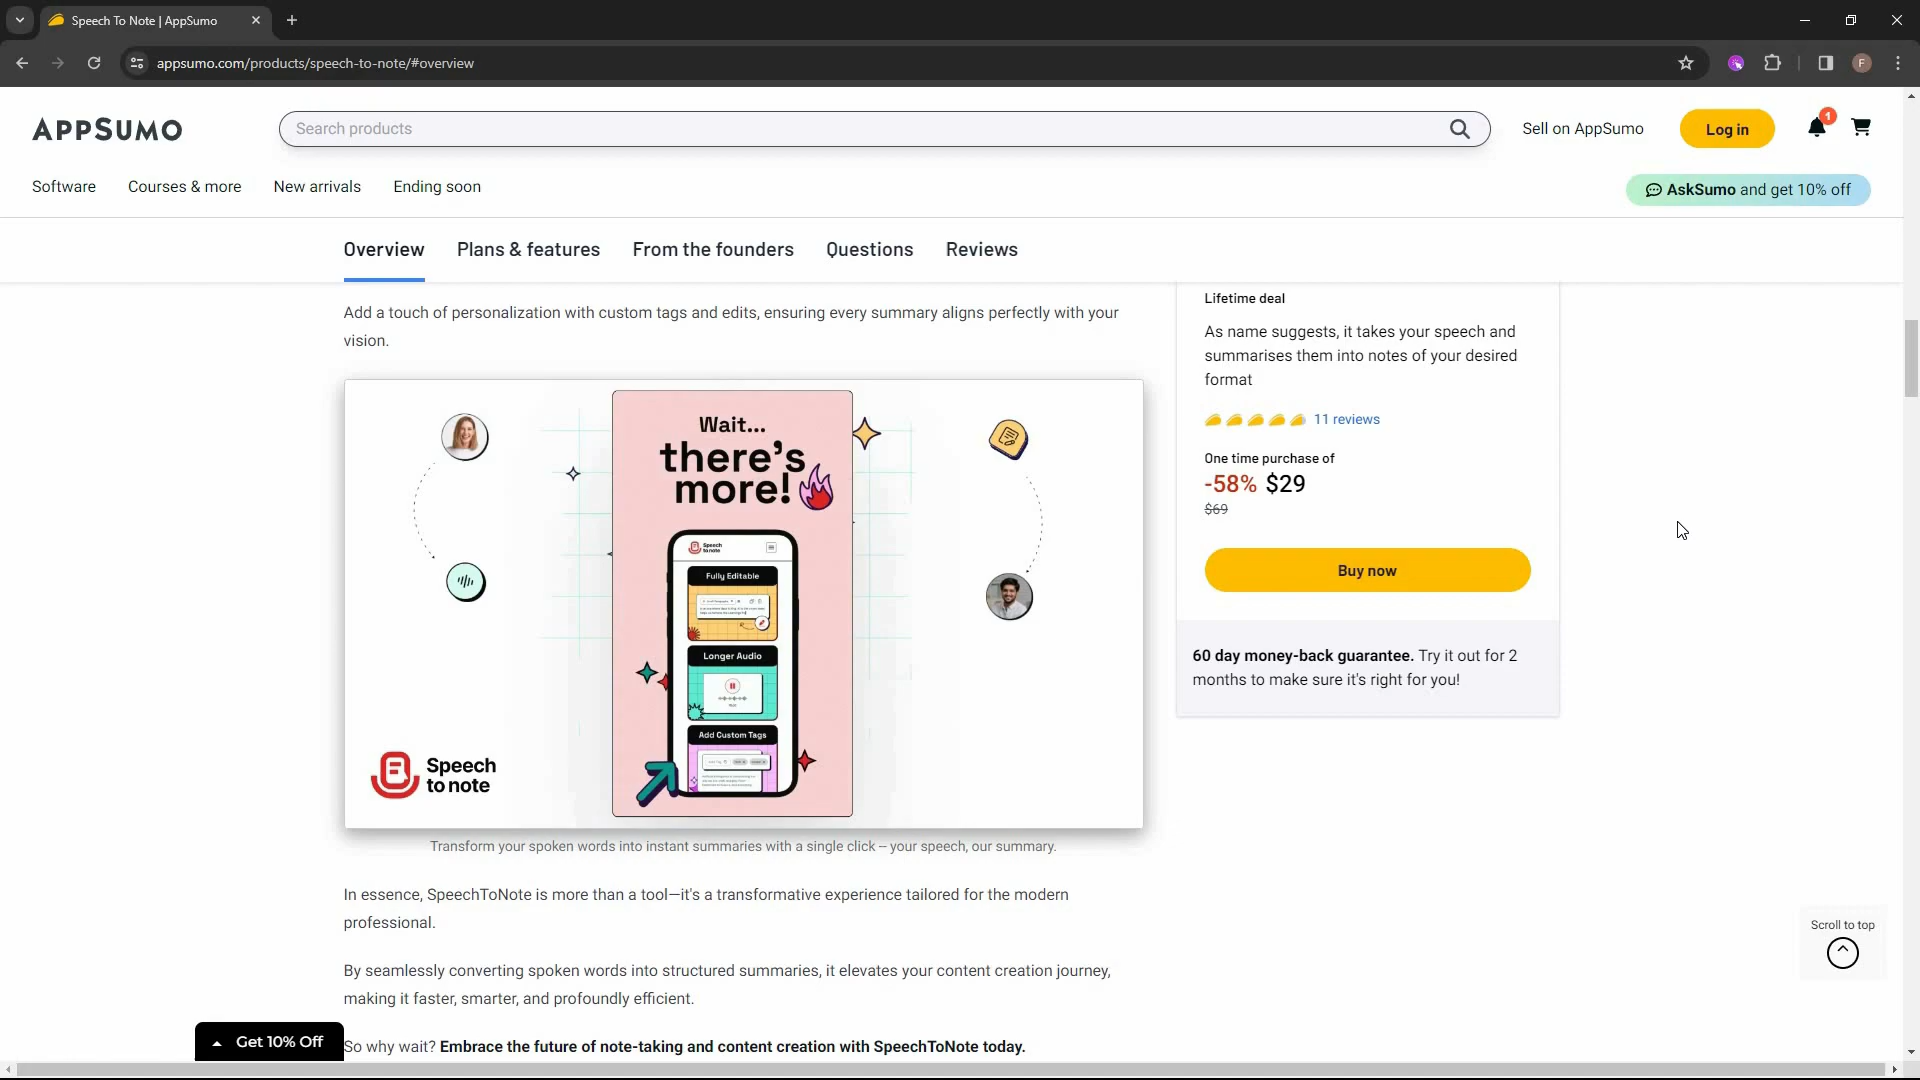 Speech To Note | AppSumo
appsumo.com/products/speech-to-note/#overview
F
APPSUMO
Search products
Sell on AppSumo
Log in
1
Software
Courses & more
New arrivals
Ending soon
AskSumo and get 10% off
Overview
Plans & features
From the founders
Questions
Reviews
Add a touch of personalization with custom tags and edits, ensuring every summary aligns perfectly with your
vision.
Wait...
there's
more!
Speech
to note
Fully Editable
Longer Audio
Add Custom Tags
Speech
to note
Transform your spoken words into instant summaries with a single click – your speech, our summary.
In essence, SpeechToNote is more than a tool—it's a transformative experience tailored for the modern
professional.
By seamlessly converting spoken words into structured summaries, it elevates your content creation journey,
making it faster, smarter, and profoundly efficient.
So why wait? Embrace the future of note-taking and content creation with SpeechToNote today.
Lifetime deal
As name suggests, it takes your speech and
summarises them into notes of your desired
format
11 reviews
One time purchase of
-58% $29
$69
Buy now
60 day money-back guarantee. Try it out for 2
months to make sure it's right for you!
Scroll to top
Get 10% Off